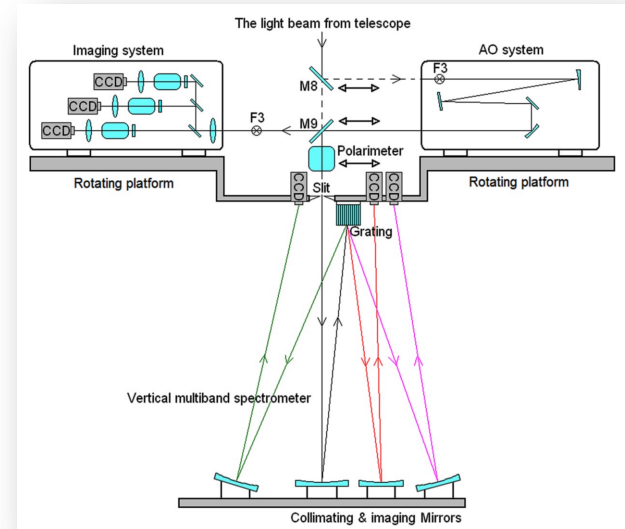 The light beam from telescope
Imaging system
AO system
F3
CCD
M8
CCD
F3
M9
CCD
Polarimeter
Rotating platform
Rotating platform
CCD
Slit
CCD
CCD
Grating
Vertical multiband spectrometer
Collimating & imaging Mirrors